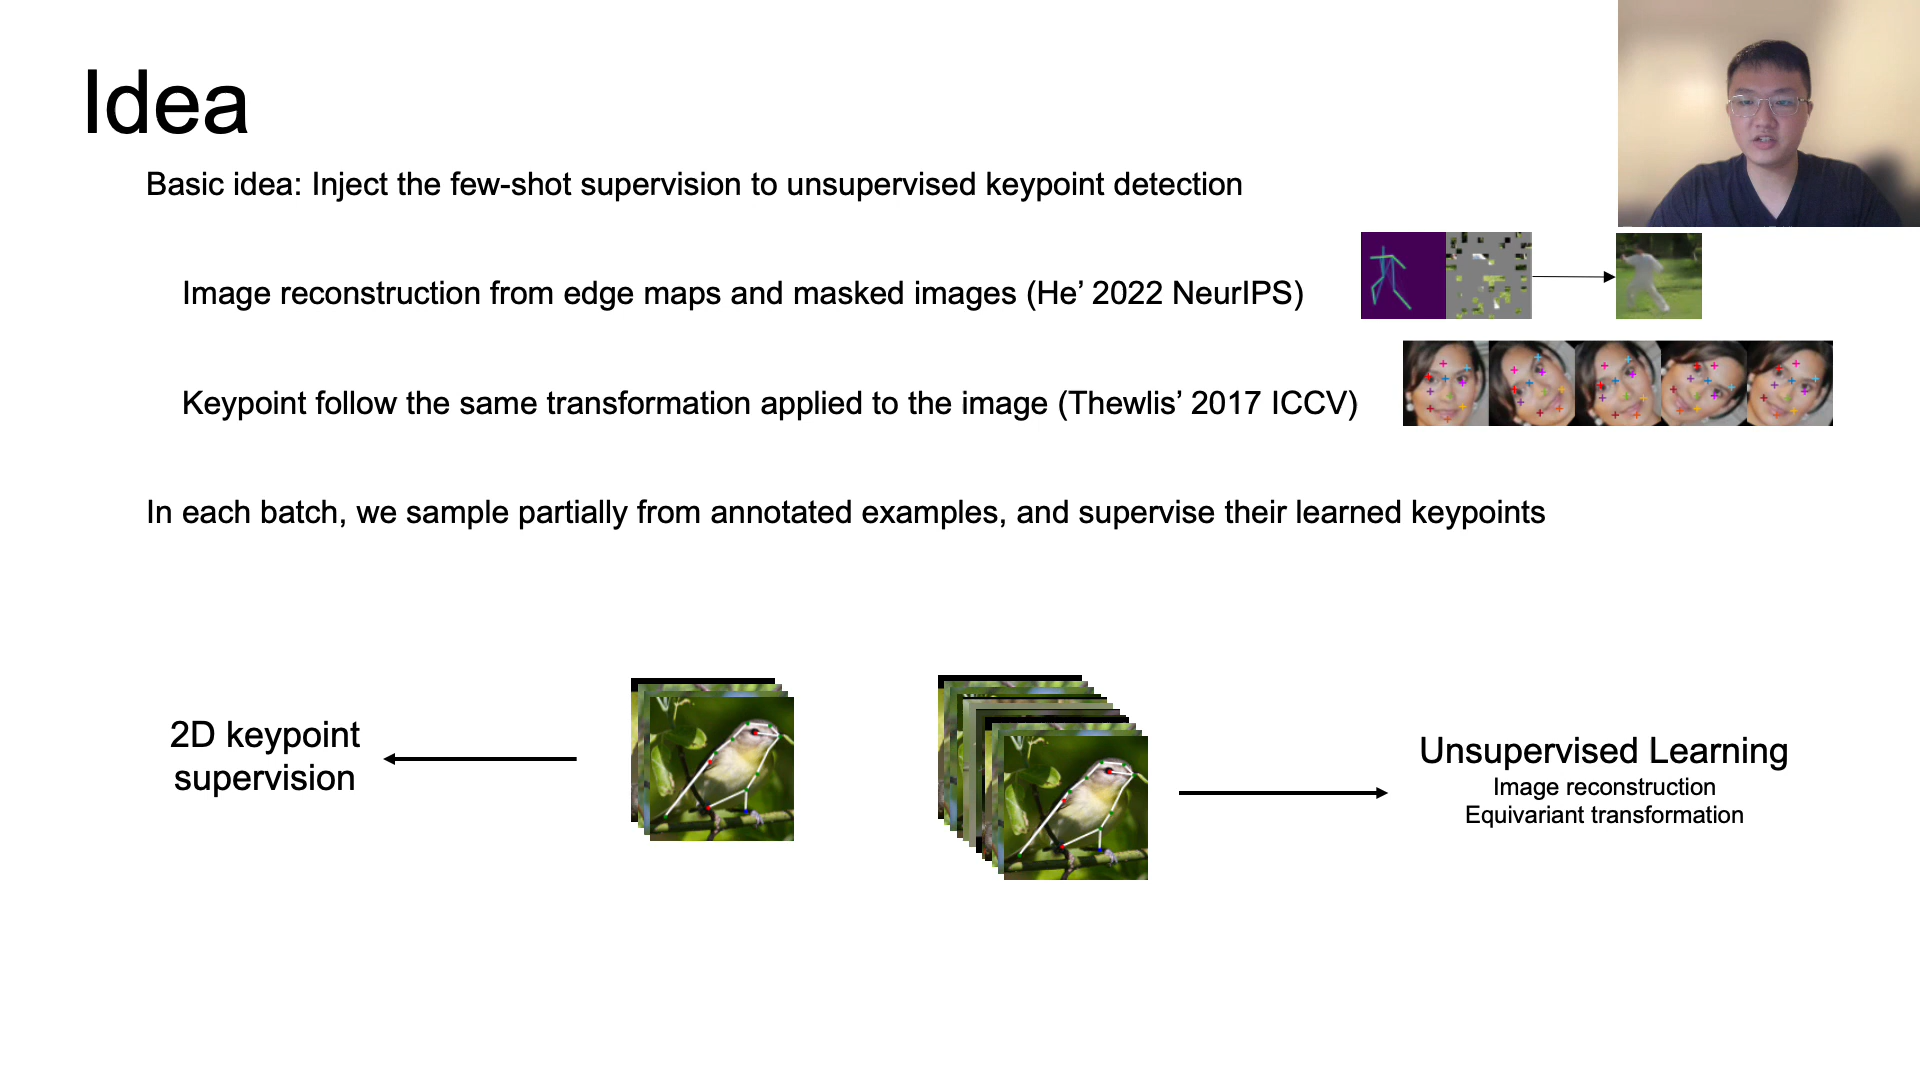 Idea
Basic idea: Inject the few-shot supervision to unsupervised keypoint detection
Image reconstruction from edge maps and masked images (He’ 2022 NeurIPS)
Keypoint follow the same transformation applied to the image (Thewlis’ 2017 ICCV)
In each batch, we sample partially from annotated examples, and supervise their learned keypoints
2D keypoint
supervision
Unsupervised Learning
Image reconstruction
Equivariant transformation